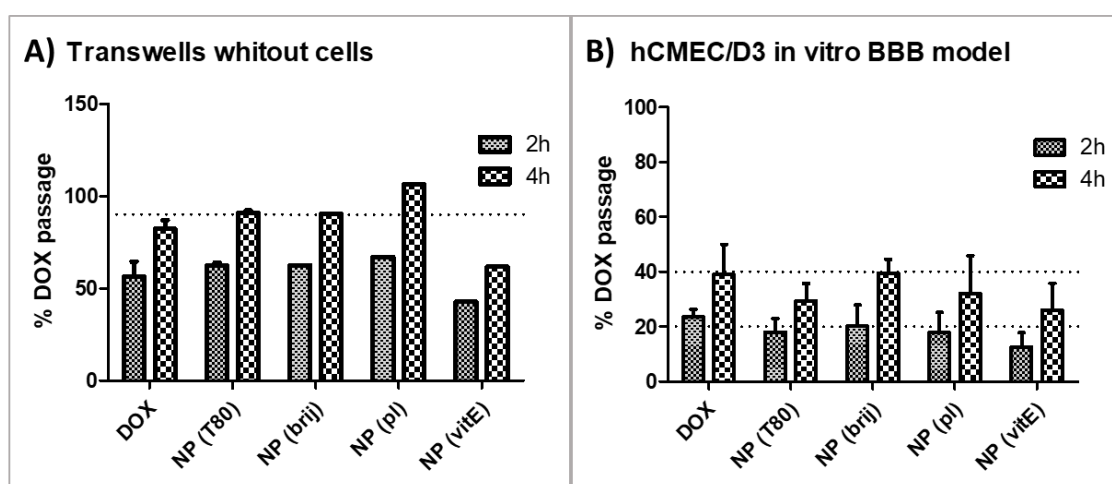 A) Transwells whitout cells
% DOX passage
150
100
50
0
2h
4h
DOX
NP (T80)
NP (brij)
NP (pl)
NP (vitE)
B) hCMEC/D3 in vitro BBB model
% DOX passage
100
80
60
40
20
0
2h
4h
DOX
NP (T80)
NP (brij)
NP (pl)
NP (vitE)